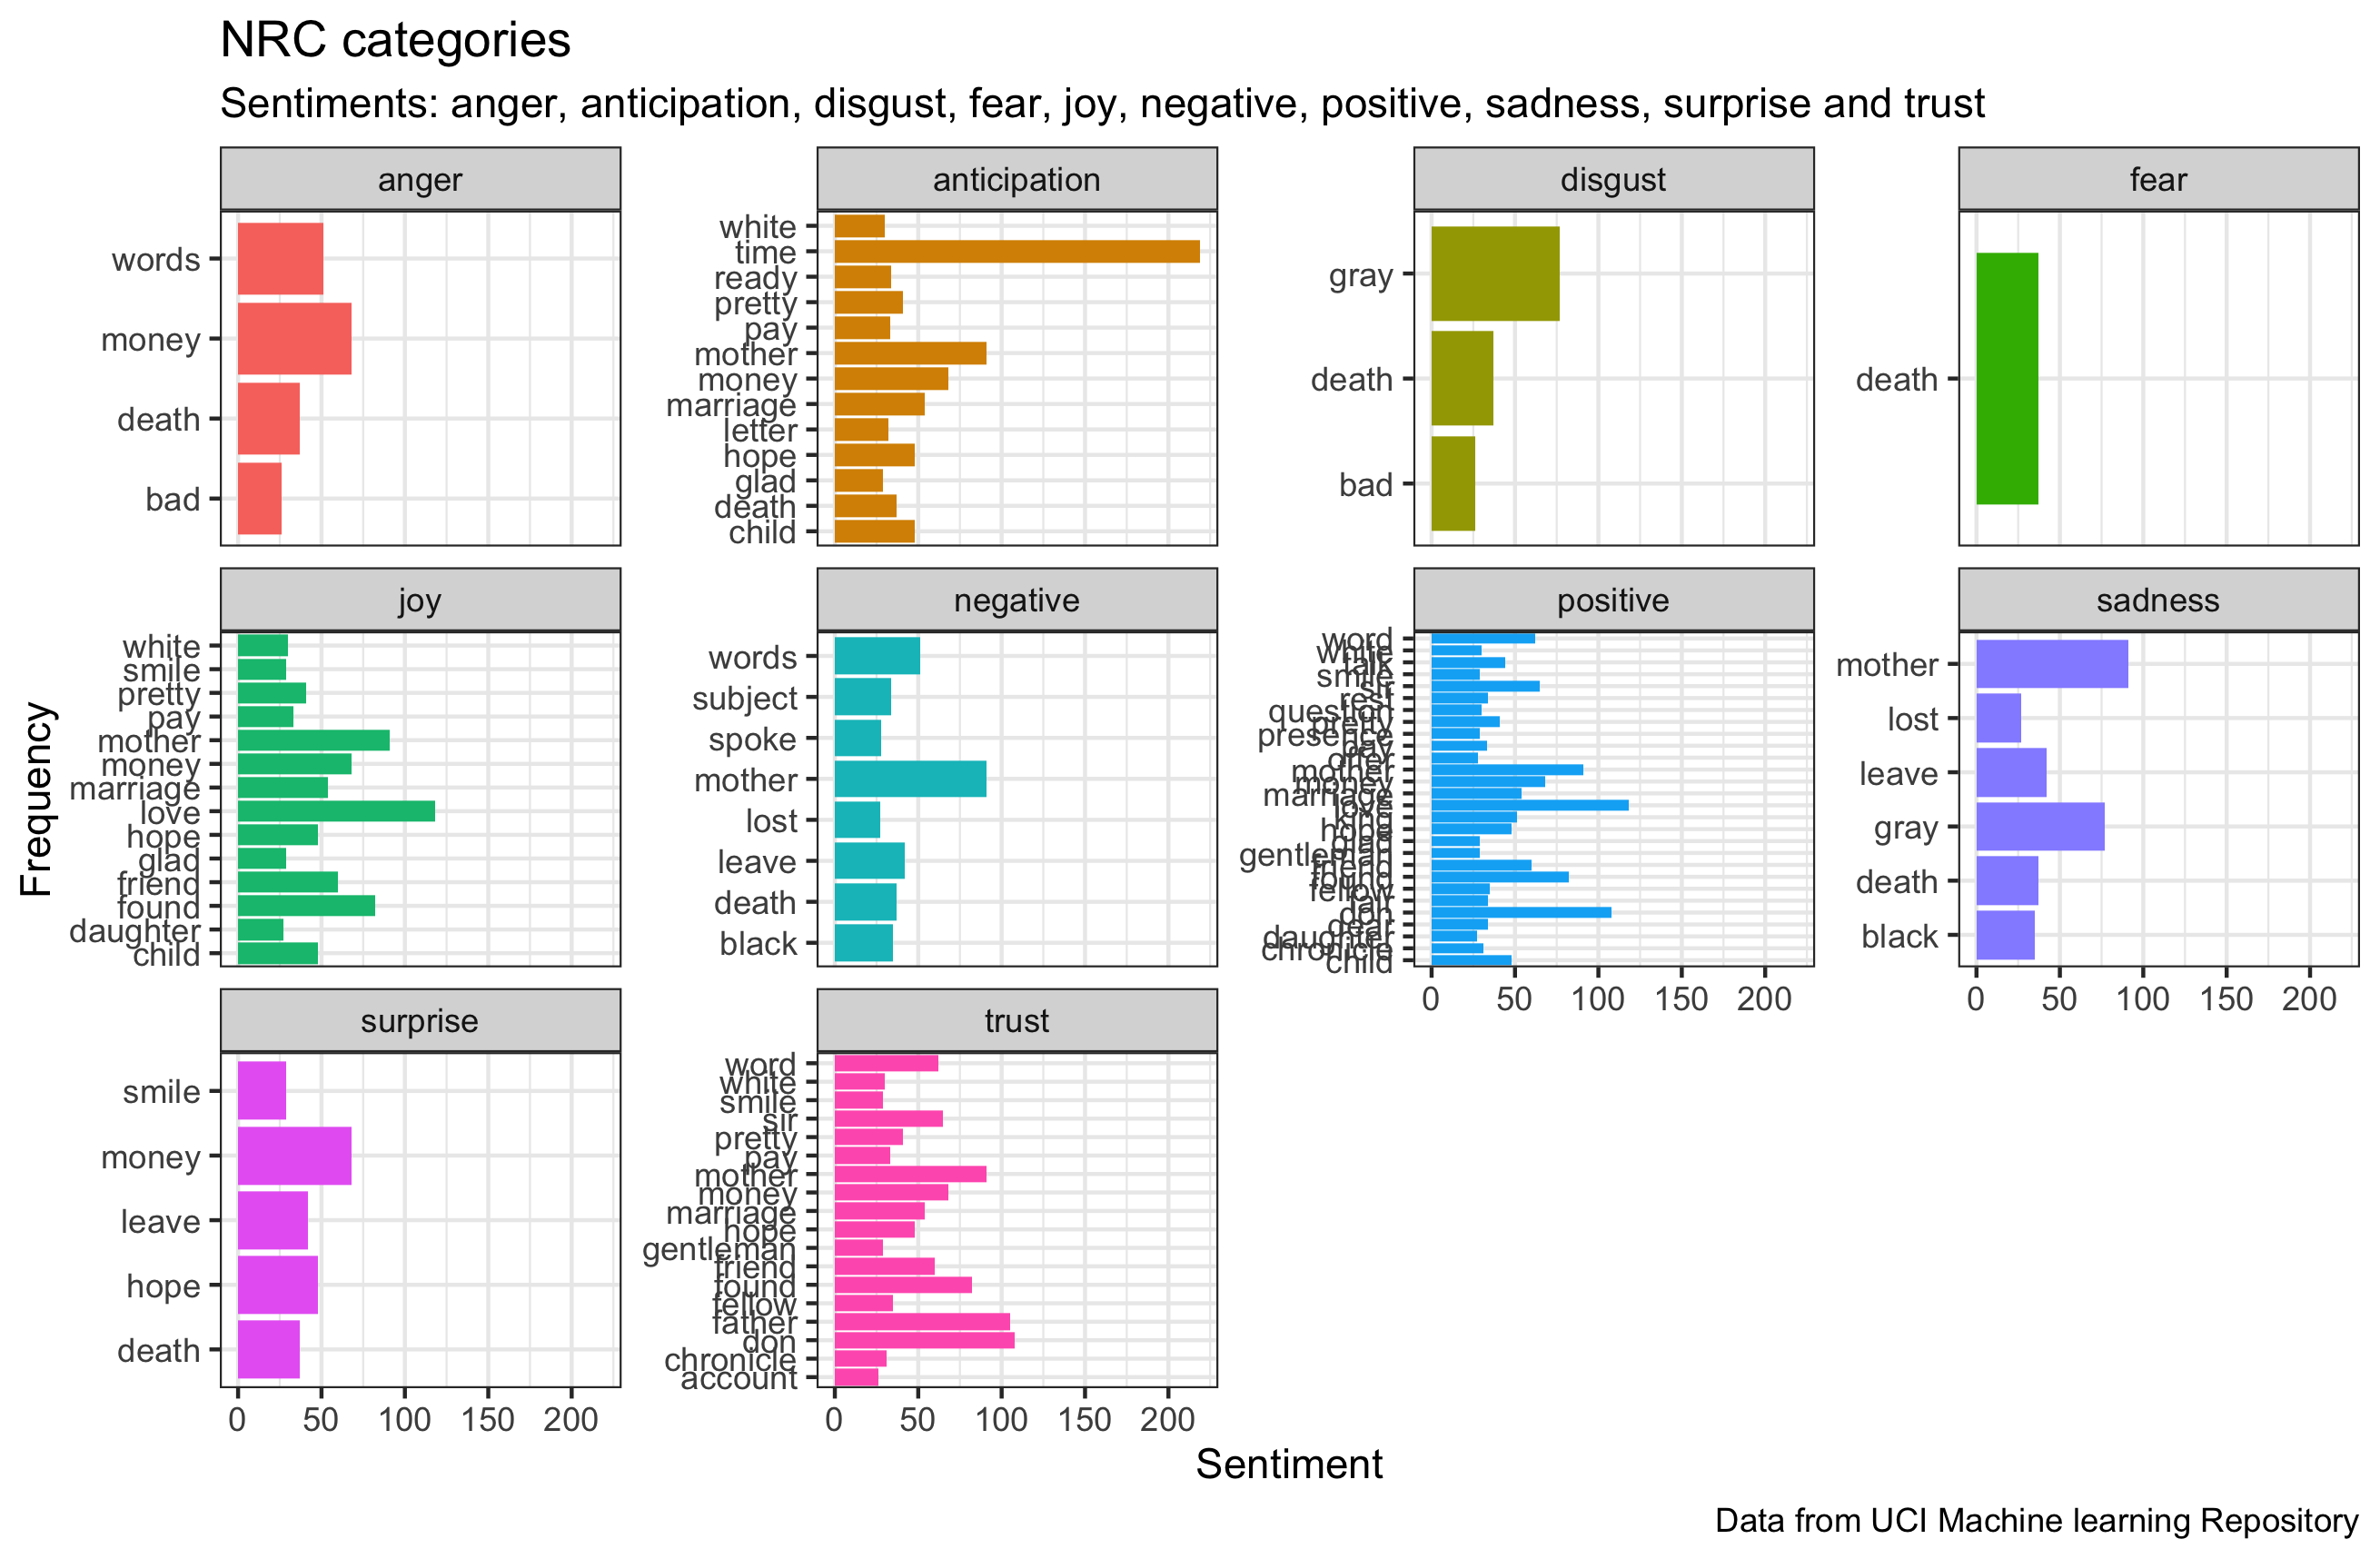 NRC categories
Sentiments: anger, anticipation, disgust, fear, joy, negative, positive, sadness, surprise and trust
anger
words
money
death
bad
anticipation
white
time
ready
pretty
pay
mother
money
marriage
letter
hope
glad
death
child
disgust
gray
death
bad
fear
death
joy
white
smile
pretty
pay
mother
money
marriage
love
hope
glad
friend
found
daughter
child
negative
words
subject
spoke
mother
lost
leave
death
black
positive
word
white
talk
smile
sir
rest
question
pretty
presence
pay
offer
mother
money
marriage
love
king
hope
glad
gentleman
friend
found
fellow
fair
don
dear
daughter
chronicle
child
0 50 100 150 200
sadness
mother
lost
leave
gray
death
black
0 50 100 150 200
surprise
smile
money
leave
hope
death
0 50 100 150 200
trust
word
white
smile
sir
pretty
pay
mother
money
marriage
hope
gentleman
friend
found
fellow
father
don
chronicle
account
0 50 100 150 200
Frequency
Sentiment
Data from UCI Machine learning Repository